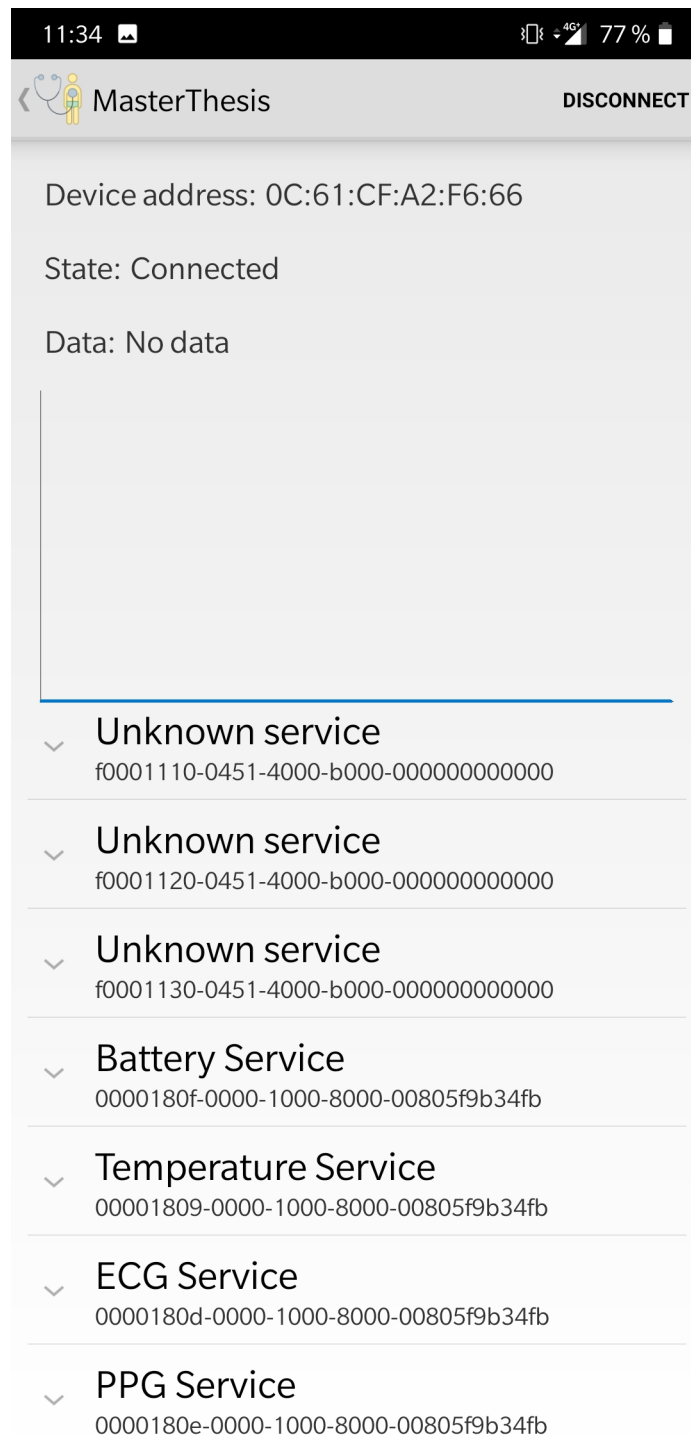 11:34 4G+ 77 %
MasterThesis DISCONNECT
Device address: 0C:61:CF:A2:F6:66
State: Connected
Data: No data
Unknown service
f0001110-0451-4000-b000-000000000000
Unknown service
f0001120-0451-4000-b000-000000000000
Unknown service
f0001130-0451-4000-b000-000000000000
Battery Service
0000180f-0000-1000-8000-00805f9b34fb
Temperature Service
00001809-0000-1000-8000-00805f9b34fb
ECG Service
0000180d-0000-1000-8000-00805f9b34fb
PPG Service
0000180e-0000-1000-8000-00805f9b34fb